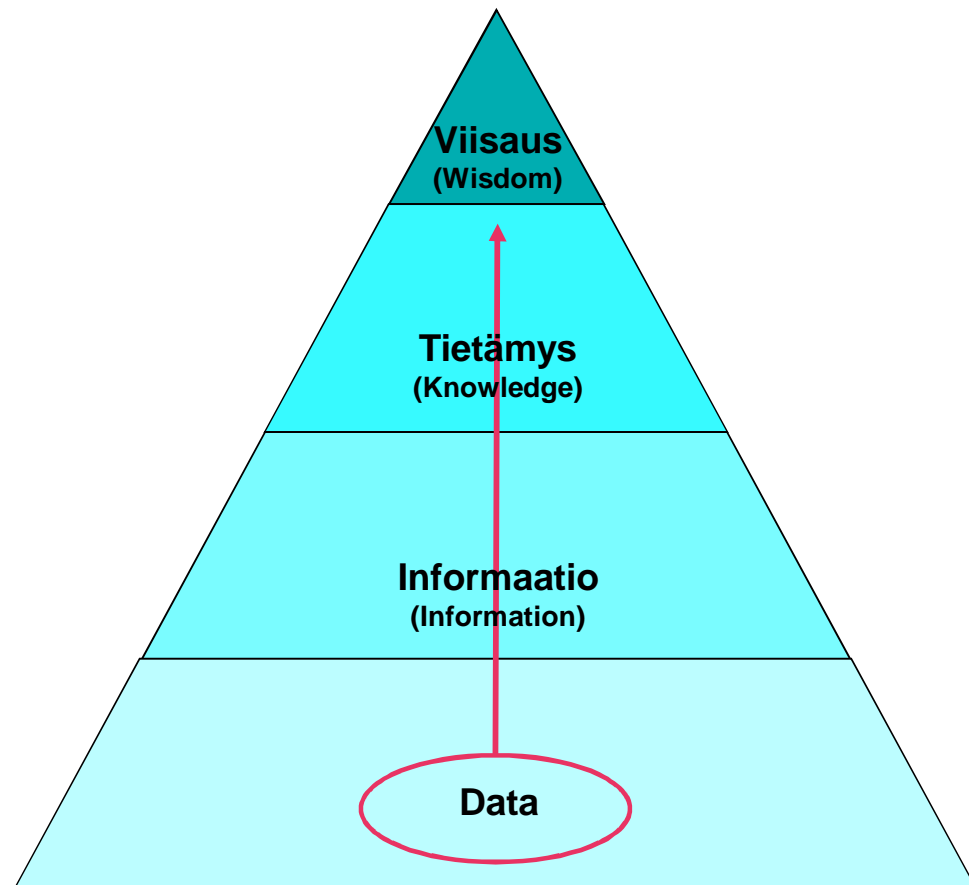 Viisaus
(Wisdom)
Tietämys
(Knowledge)
Informaatio
(Information)
Data